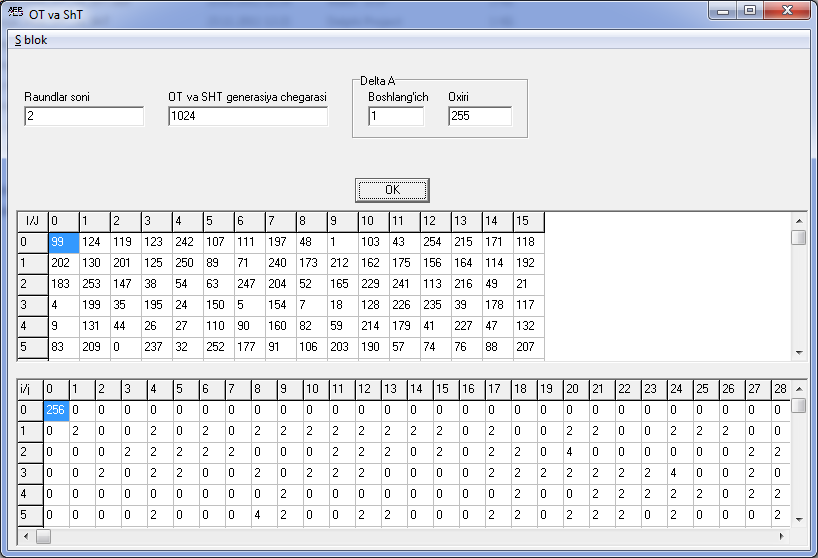 AES
OT va ShT
S blok
Raundlar soni
OT va SHT generasiya chegarasi
Delta A
Boshlang'ich Oxiri
2 1024 1 255
OK
I/J 0 1 2 3 4 5 6 7 8 9 10 11 12 13 14 15
0 99 124 119 123 242 107 111 197 48 1 103 43 254 215 171 118
1 202 130 201 125 250 89 71 240 173 212 162 175 156 164 114 192
2 183 253 147 38 54 63 247 204 52 165 229 241 113 216 49 21
3 4 199 35 195 24 150 5 154 7 18 128 226 235 39 178 117
4 9 131 44 26 27 110 90 160 82 59 214 179 41 227 47 132
5 83 209 0 237 32 252 177 91 106 203 190 57 74 76 88 207
i/j 0 1 2 3 4 5 6 7 8 9 10 11 12 13 14 15 16 17 18 19 20 21 22 23 24 25 26 27 28
0 256 0 0 0 0 0 0 0 0 0 0 0 0 0 0 0 0 0 0 0 0 0 0 0 0 0 0 0 0
1 0 2 0 0 2 0 2 0 2 2 2 2 2 2 2 0 2 2 2 0 0 2 2 0 0 2 2 0 0
2 0 0 0 2 2 2 2 2 0 0 0 2 0 0 0 2 0 2 2 0 4 0 0 0 0 0 0 2 2
3 0 0 2 0 2 2 0 0 0 0 2 0 2 0 0 0 2 2 2 2 2 2 2 2 4 0 0 2 0
4 0 0 0 0 0 0 0 0 0 2 0 0 2 0 0 0 0 0 2 2 0 0 2 2 2 2 0 2 2
5 0 0 0 0 2 0 0 0 4 2 0 2 2 2 0 2 0 0 2 2 0 0 2 0 2 0 0 2 2